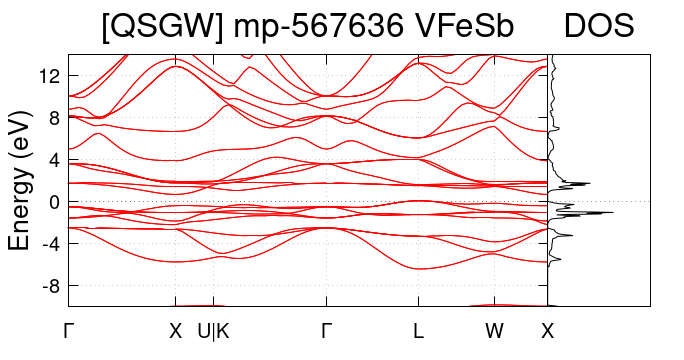 [QSGW] mp-567636 VFeSb DOS
Energy (eV)
12
8
4
0
-4
-8
Γ X U|K Γ L W X